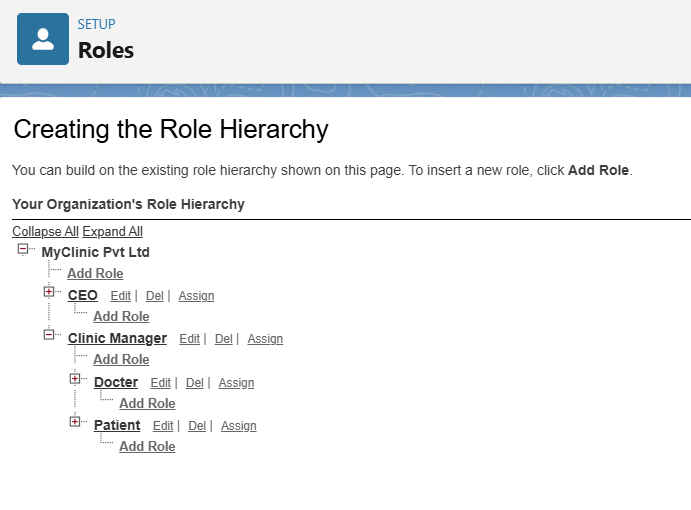 SETUP
Roles
Creating the Role Hierarchy
You can build on the existing role hierarchy shown on this page. To insert a new role, click Add Role.
Your Organization's Role Hierarchy
Collapse All Expand All
MyClinic Pvt Ltd
Add Role
CEO Edit | Del | Assign
Add Role
Clinic Manager Edit | Del | Assign
Add Role
Docter Edit | Del | Assign
Add Role
Patient Edit | Del | Assign
Add Role